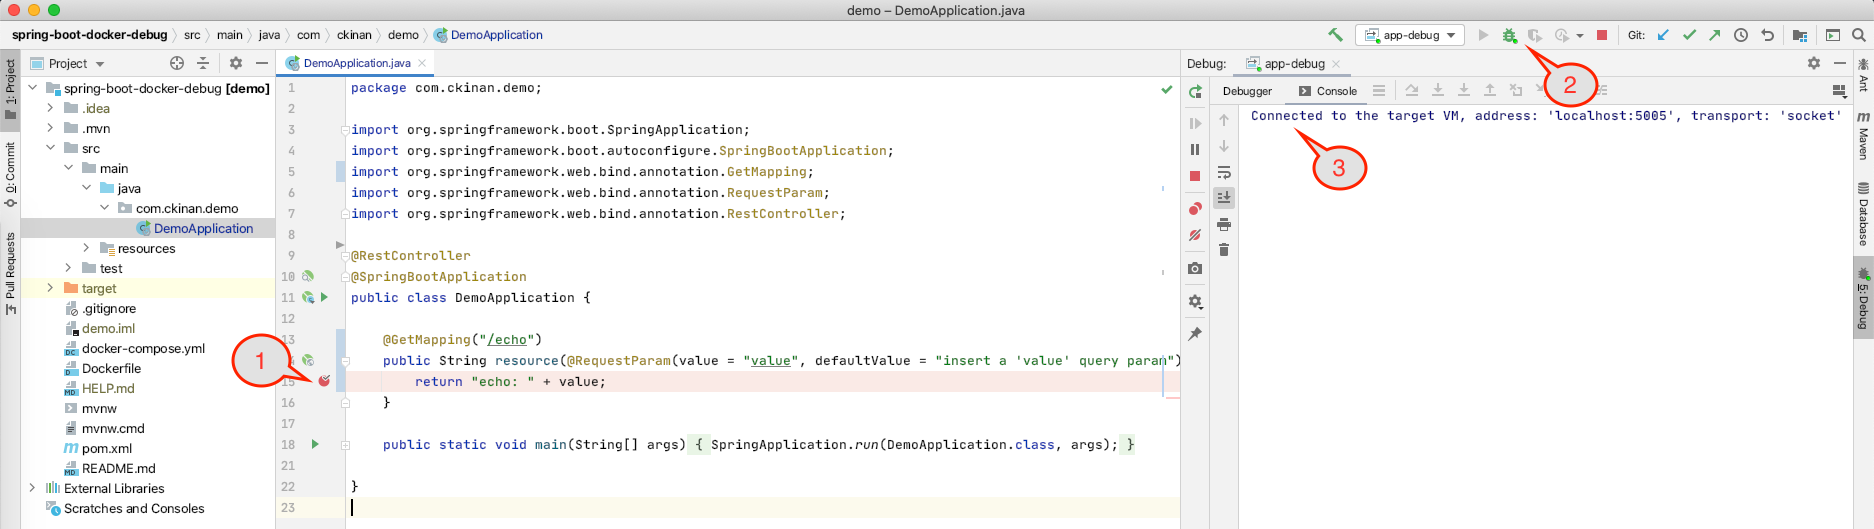 demo – DemoApplication.java
spring-boot-docker-debug src main java com ckinan demo DemoApplication
app-debug Git:
1: Project
0: Commit
Pull Requests
Project
spring-boot-docker-debug [demo]
.idea
.mvn
src
main
java
com.ckinan.demo
DemoApplication
resources
test
target
.gitignore
demo.iml
docker-compose.yml
Dockerfile
HELP.md
mvnw
mvnw.cmd
pom.xml
README.md
External Libraries
Scratches and Consoles
DemoApplication.java
1 package com.ckinan.demo;
2
3 import org.springframework.boot.SpringApplication;
4 import org.springframework.boot.autoconfigure.SpringBootApplication;
5 import org.springframework.web.bind.annotation.GetMapping;
6 import org.springframework.web.bind.annotation.RequestParam;
7 import org.springframework.web.bind.annotation.RestController;
8
9 @RestController
10 @SpringBootApplication
11 public class DemoApplication {
12
13 @GetMapping("/echo")
public String resource(@RequestParam(value = "value", defaultValue = "insert a 'value' query param")
15 return "echo: " + value;
16 }
17
18 public static void main(String[] args) { SpringApplication.run(DemoApplication.class, args); }
21
22 }
23
1
2
3
Debug: app-debug
Debugger Console
Connected to the target VM, address: 'localhost:5005', transport: 'socket'
Ant
Maven
Database
5: Debug